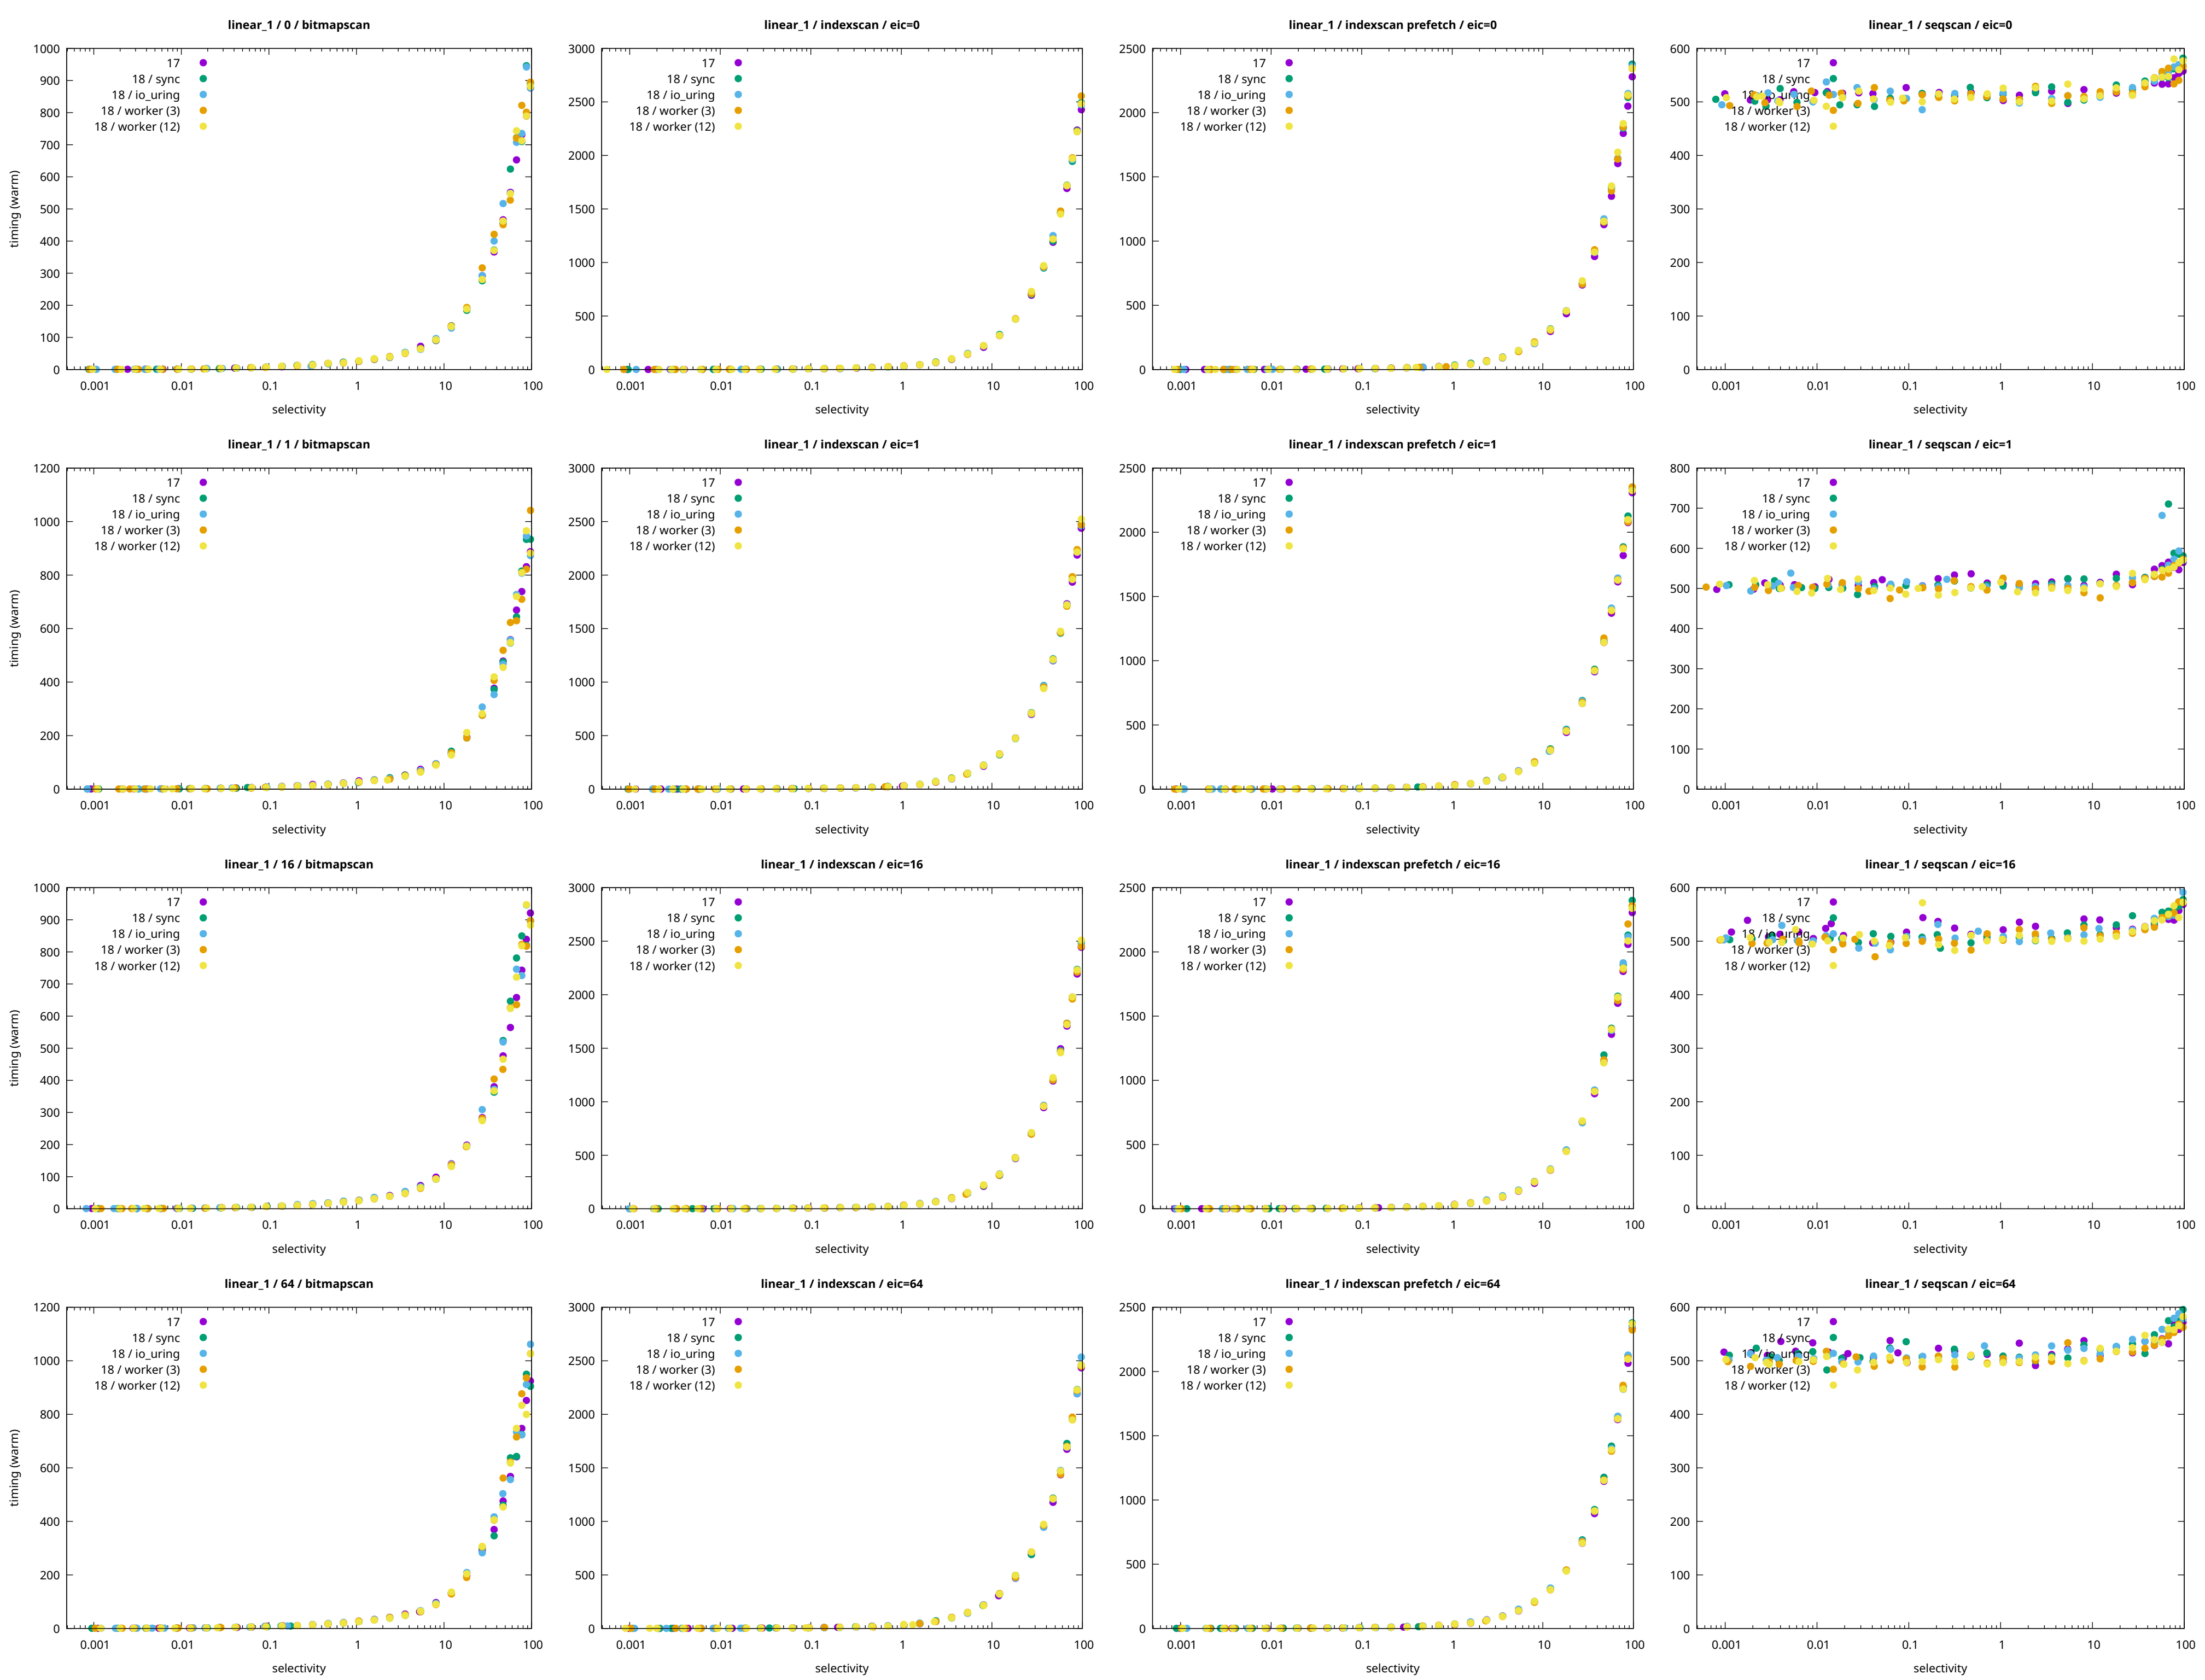 linear_1 / 0 / bitmapscan
1000
900
800
700
600
500
400
300
200
100
0
timing (warm)
17
18 / sync
18 / io_uring
18 / worker (3)
18 / worker (12)
0.001 0.01 0.1 1 10 100
selectivity
linear_1 / indexscan / eic=0
3000
2500
2000
1500
1000
500
0
17
18 / sync
18 / io_uring
18 / worker (3)
18 / worker (12)
0.001 0.01 0.1 1 10 100
selectivity
linear_1 / indexscan prefetch / eic=0
2500
2000
1500
1000
500
0
17
18 / sync
18 / io_uring
18 / worker (3)
18 / worker (12)
0.001 0.01 0.1 1 10 100
selectivity
linear_1 / seqscan / eic=0
600
500
400
300
200
100
0
17
18 / sync
18 / io_uring
18 / worker (3)
18 / worker (12)
0.001 0.01 0.1 1 10 100
selectivity
linear_1 / 1 / bitmapscan
1200
1000
800
600
400
200
0
timing (warm)
17
18 / sync
18 / io_uring
18 / worker (3)
18 / worker (12)
0.001 0.01 0.1 1 10 100
selectivity
linear_1 / indexscan / eic=1
3000
2500
2000
1500
1000
500
0
17
18 / sync
18 / io_uring
18 / worker (3)
18 / worker (12)
0.001 0.01 0.1 1 10 100
selectivity
linear_1 / indexscan prefetch / eic=1
2500
2000
1500
1000
500
0
17
18 / sync
18 / io_uring
18 / worker (3)
18 / worker (12)
0.001 0.01 0.1 1 10 100
selectivity
linear_1 / seqscan / eic=1
800
700
600
500
400
300
200
100
0
17
18 / sync
18 / io_uring
18 / worker (3)
18 / worker (12)
0.001 0.01 0.1 1 10 100
selectivity
linear_1 / 16 / bitmapscan
1000
900
800
700
600
500
400
300
200
100
0
timing (warm)
17
18 / sync
18 / io_uring
18 / worker (3)
18 / worker (12)
0.001 0.01 0.1 1 10 100
selectivity
linear_1 / indexscan / eic=16
3000
2500
2000
1500
1000
500
0
17
18 / sync
18 / io_uring
18 / worker (3)
18 / worker (12)
0.001 0.01 0.1 1 10 100
selectivity
linear_1 / indexscan prefetch / eic=16
2500
2000
1500
1000
500
0
17
18 / sync
18 / io_uring
18 / worker (3)
18 / worker (12)
0.001 0.01 0.1 1 10 100
selectivity
linear_1 / seqscan / eic=16
600
500
400
300
200
100
0
17
18 / sync
18 / io_uring
18 / worker (3)
18 / worker (12)
0.001 0.01 0.1 1 10 100
selectivity
linear_1 / 64 / bitmapscan
1200
1000
800
600
400
200
0
timing (warm)
17
18 / sync
18 / io_uring
18 / worker (3)
18 / worker (12)
0.001 0.01 0.1 1 10 100
selectivity
linear_1 / indexscan / eic=64
3000
2500
2000
1500
1000
500
0
17
18 / sync
18 / io_uring
18 / worker (3)
18 / worker (12)
0.001 0.01 0.1 1 10 100
selectivity
linear_1 / indexscan prefetch / eic=64
2500
2000
1500
1000
500
0
17
18 / sync
18 / io_uring
18 / worker (3)
18 / worker (12)
0.001 0.01 0.1 1 10 100
selectivity
linear_1 / seqscan / eic=64
600
500
400
300
200
100
0
17
18 / sync
18 / io_uring
18 / worker (3)
18 / worker (12)
0.001 0.01 0.1 1 10 100
selectivity